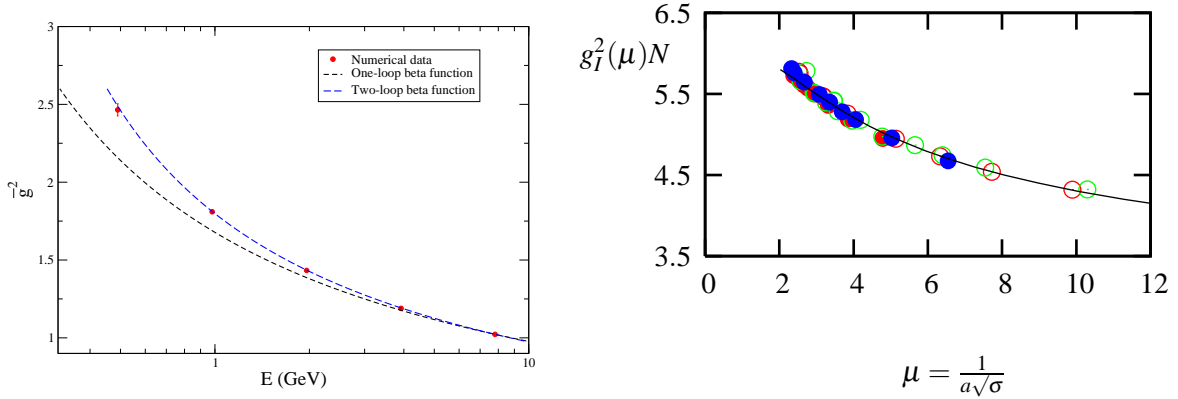 3
2.5
2
1.5
1
g̅²
1
10
E (GeV)
Numerical data
One-loop beta function
Two-loop beta function
g_I^2(μ)N
6.5
5.5
4.5
3.5
0 2 4 6 8 10 12
μ = 1/(a√σ)